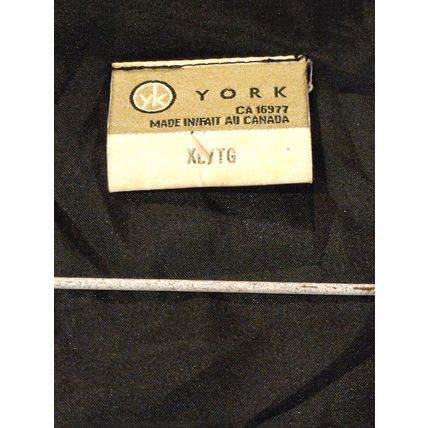 yk YORK
CA 16977
MADE IN/FAIT AU CANADA
XL/TG